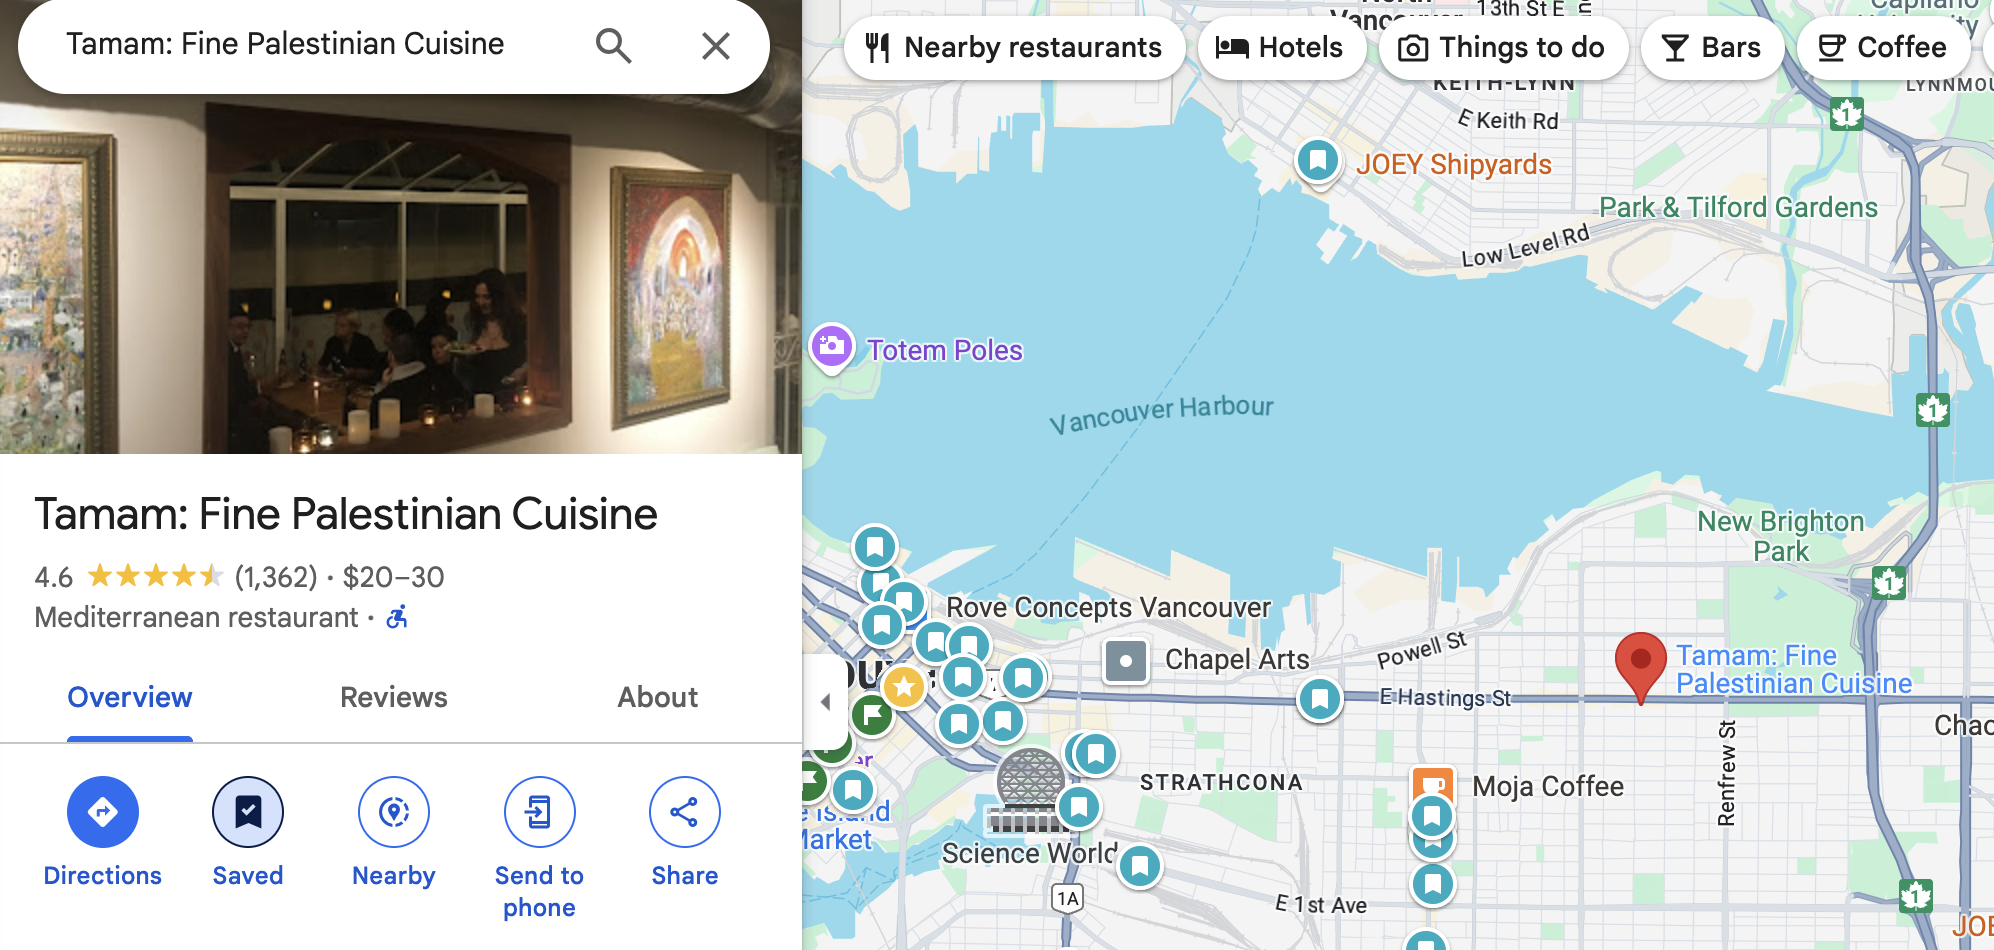 Tamam: Fine Palestinian Cuisine
Nearby restaurants
Hotels
Things to do
Bars
Coffee
Tamam: Fine Palestinian Cuisine
4.6 (1,362) · $20–30
Mediterranean restaurant ·
Overview
Reviews
About
Directions
Saved
Nearby
Send to
phone
Share
13th St E
Vancouver
KEITH-LYNN
E Keith Rd
1
JOEY Shipyards
Park & Tilford Gardens
Low Level Rd
Totem Poles
Vancouver Harbour
1
New Brighton
Park
1
Rove Concepts Vancouver
Chapel Arts
Powell St
Tamam: Fine
Palestinian Cuisine
E Hastings St
Renfrew St
STRATHCONA
Moja Coffee
Market
Science World
1A
E 1st Ave
1